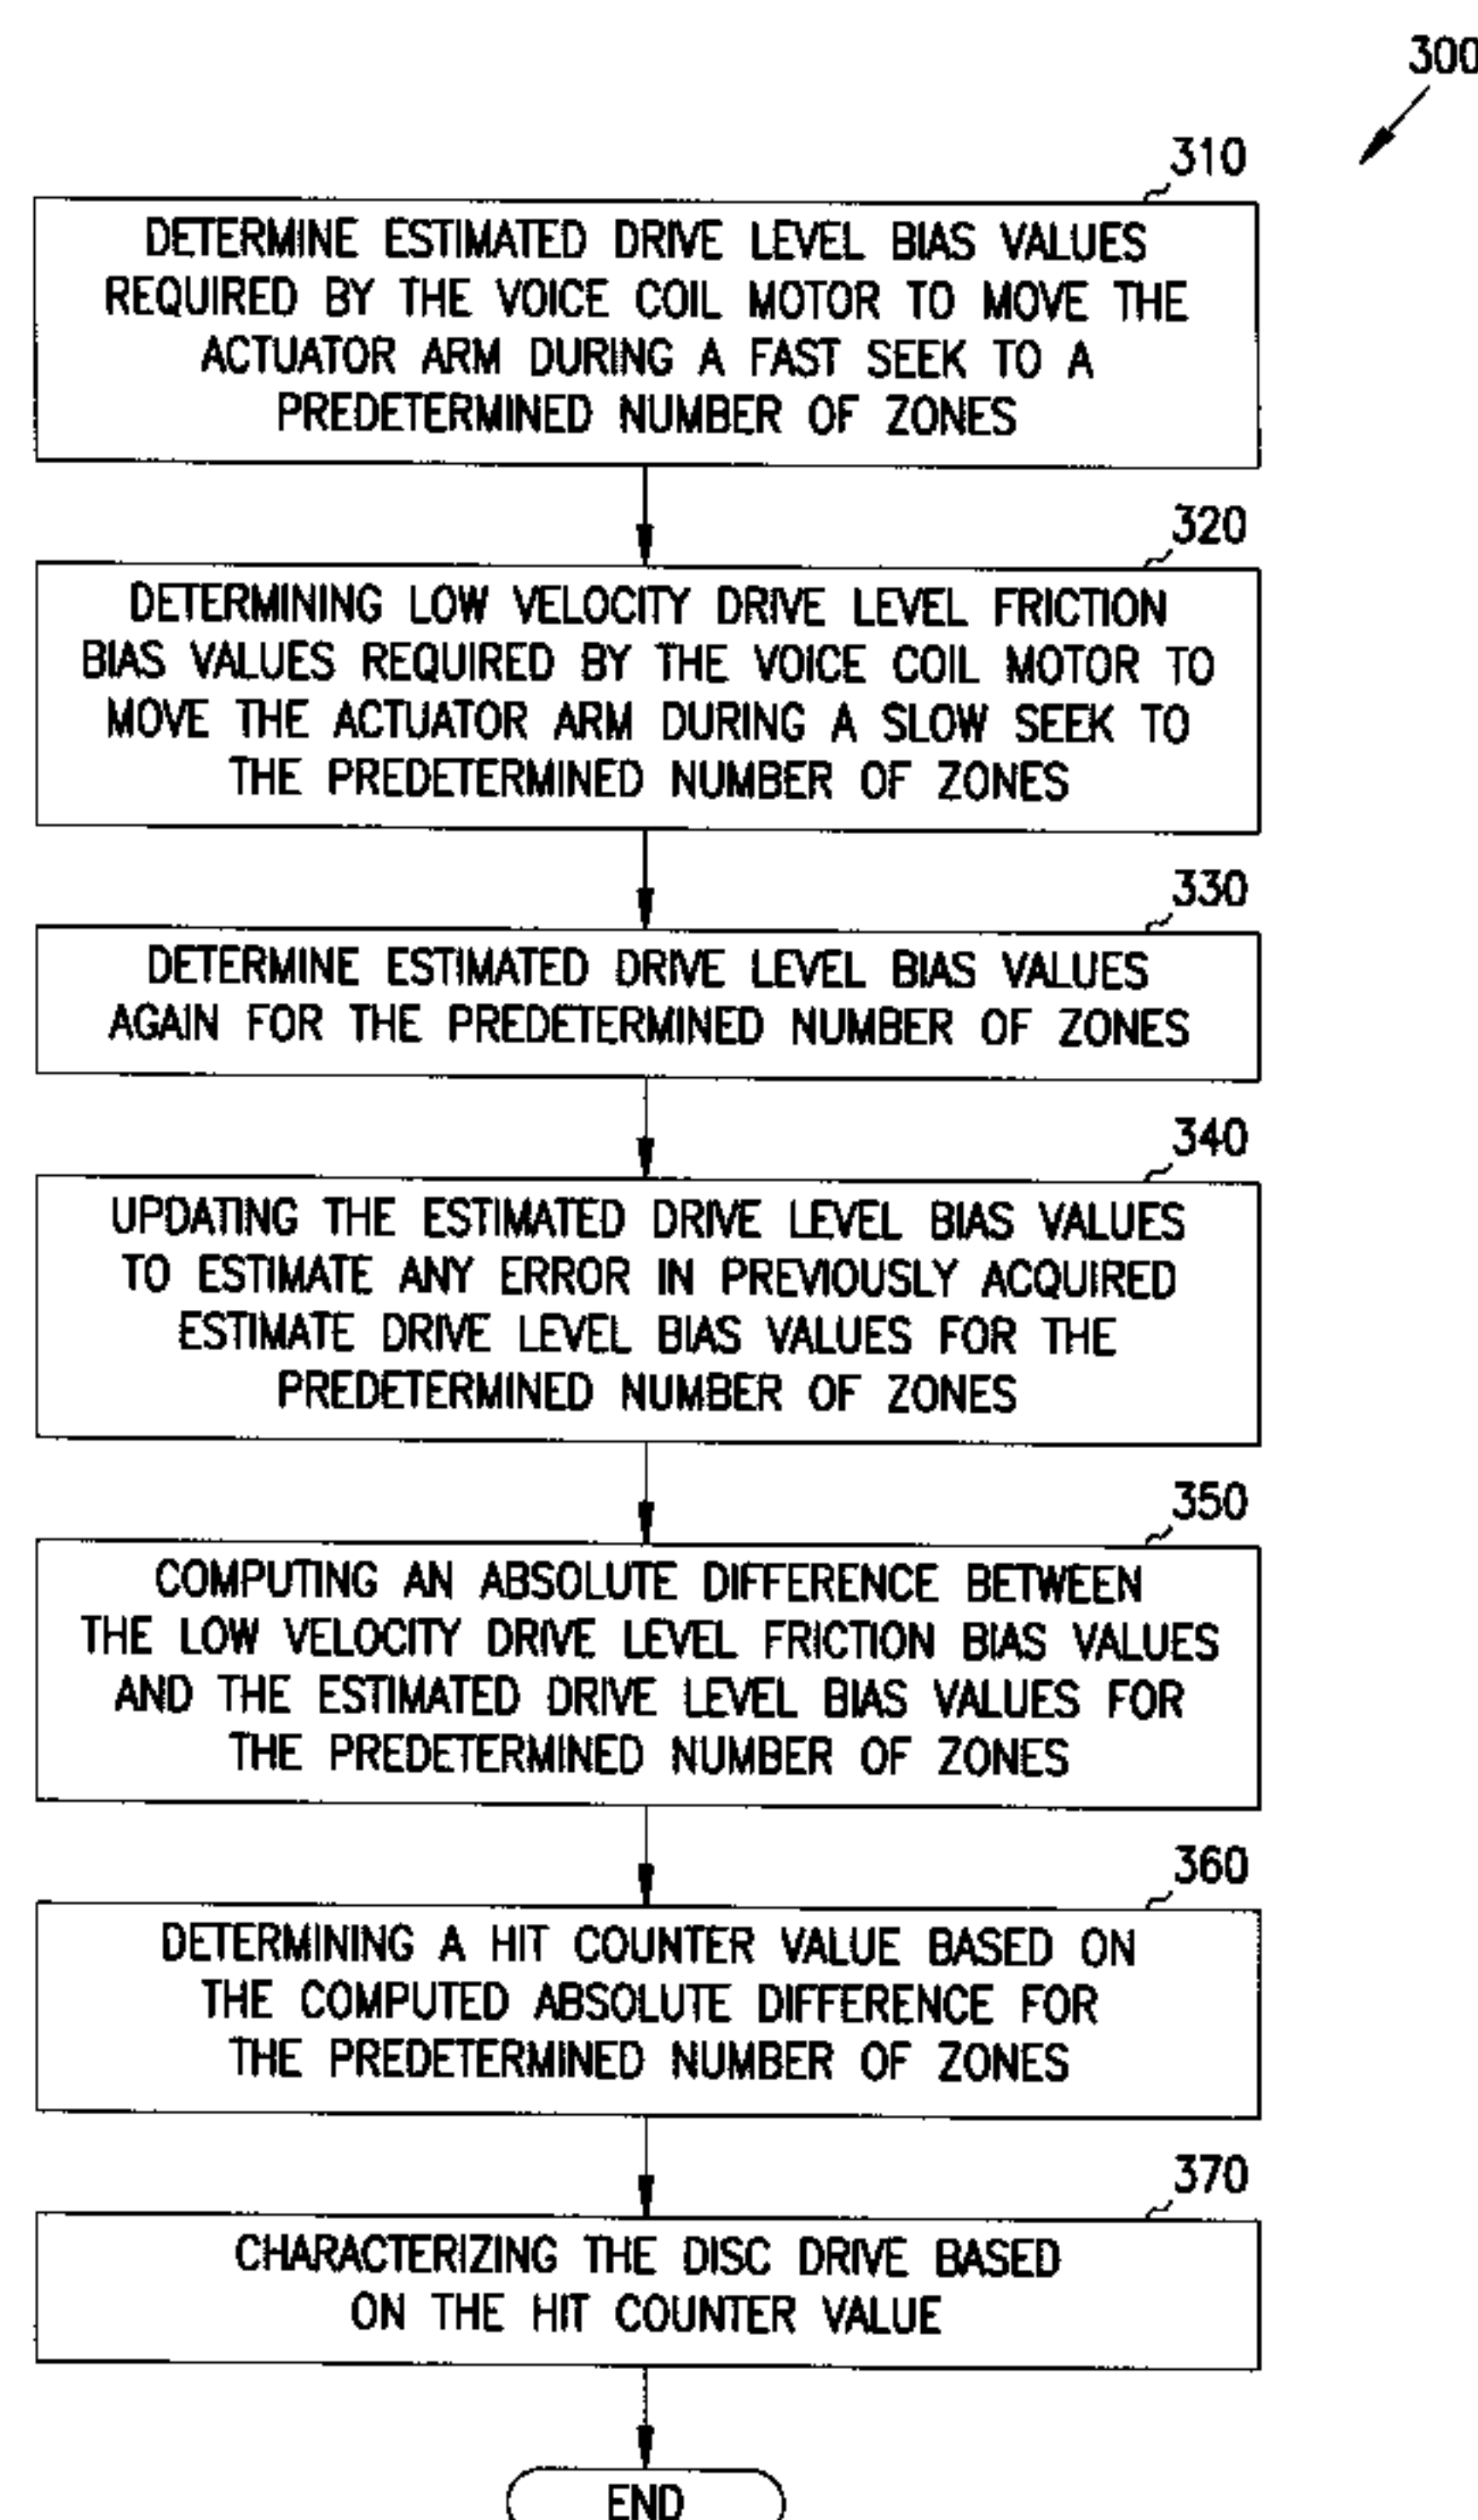 300
310
DETERMINE ESTIMATED DRIVE LEVEL BIAS VALUES
REQUIRED BY THE VOICE COIL MOTOR TO MOVE THE
ACTUATOR ARM DURING A FAST SEEK TO A
PREDETERMINED NUMBER OF ZONES
320
DETERMINING LOW VELOCITY DRIVE LEVEL FRICTION
BIAS VALUES REQUIRED BY THE VOICE COIL MOTOR TO
MOVE THE ACTUATOR ARM DURING A SLOW SEEK TO
THE PREDETERMINED NUMBER OF ZONES
330
DETERMINE ESTIMATED DRIVE LEVEL BIAS VALUES
AGAIN FOR THE PREDETERMINED NUMBER OF ZONES
340
UPDATING THE ESTIMATED DRIVE LEVEL BIAS VALUES
TO ESTIMATE ANY ERROR IN PREVIOUSLY ACQUIRED
ESTIMATE DRIVE LEVEL BIAS VALUES FOR THE
PREDETERMINED NUMBER OF ZONES
350
COMPUTING AN ABSOLUTE DIFFERENCE BETWEEN
THE LOW VELOCITY DRIVE LEVEL FRICTION BIAS VALUES
AND THE ESTIMATED DRIVE LEVEL BIAS VALUES FOR
THE PREDETERMINED NUMBER OF ZONES
360
DETERMINING A HIT COUNTER VALUE BASED ON
THE COMPUTED ABSOLUTE DIFFERENCE FOR
THE PREDETERMINED NUMBER OF ZONES
370
CHARACTERIZING THE DISC DRIVE BASED
ON THE HIT COUNTER VALUE
END